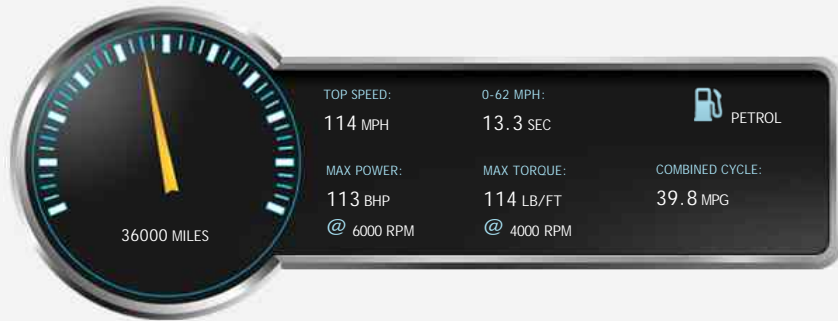 36000 MILES
TOP SPEED:
114 MPH
0-62 MPH:
13.3 SEC
PETROL
MAX POWER:
113 BHP
@ 6000 RPM
MAX TORQUE:
114 LB/FT
@ 4000 RPM
COMBINED CYCLE:
39.8 MPG